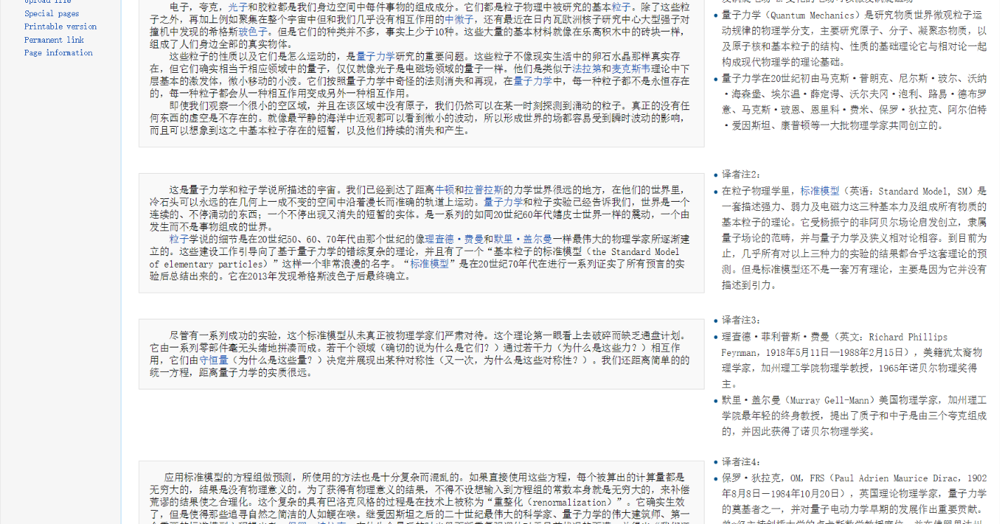 Upload file
Special pages
Printable version
Permanent link
Page information
电子，夸克，光子和胶粒都是我们身边空间中每件事物的组成成分。它们都是粒子物理中被研究的基本粒子。除了这些粒
子之外，再加上例如聚集在整个宇宙中但和我们几乎没有相互作用的中微子，还有最近在日内瓦欧洲核子研究中心大型强子对
撞机中发现的希格斯玻色子。但是它们的种类并不多，事实上少于10种。这些大量的基本材料就像在乐高积木中的砖块一样，
组成了人们身边全部的真实物体。
这些粒子的性质以及它们是怎么运动的，是量子力学研究的重要问题。这些粒子不像现实生活中的卵石水晶那样真实存
在，但它们确实相当于相应领域中的量子，仅仅就像光子是电磁场领域的量子一样。他们是类似于法拉第和麦克斯韦理论中下
层基本的激发体，微小移动的小波。它们按照量子力学中奇怪的法则消失和再现，在量子力学中，每一种粒子都不是永恒存在
的，每一种粒子都会从一种相互作用变成另外一种相互作用。
即使我们观察一个很小的空区域，并且在该区域中没有原子，我们仍然可以在某一时刻探测到涌动的粒子。真正的没有任
何东西的虚空是不存在的。就像最平静的海洋中近观都可以看到微小的波动，所以形成世界的场都容易受到瞬时波动的影响，
而且可以想象到这之中基本粒子存在的短暂，以及他们持续的消失和产生。
量子力学（Quantum Mechanics）是研究物质世界微观粒子运
动规律的物理学分支，主要研究原子、分子、凝聚态物质，以
及原子核和基本粒子的结构、性质的基础理论它与相对论一起
构成现代物理学的理论基础。
量子力学在20世纪初由马克斯·普朗克、尼尔斯·玻尔、沃纳
·海森堡、埃尔温·薛定谔、沃尔夫冈·泡利、路易·德布罗
意、马克斯·玻恩、恩里科·费米、保罗·狄拉克、阿尔伯特
·爱因斯坦、康普顿等一大批物理学家共同创立的。
这是量子力学和粒子学说所描述的宇宙。我们已经到达了距离牛顿和拉普拉斯的力学世界很远的地方，在他们的世界里，
冷石头可以永远的在几何上一成不变的空间中沿着漫长而准确的轨道上运动。量子力学和粒子实验已经告诉我们，世界是一个
连续的、不停涌动的东西；一个不停出现又消失的短暂的实体。是一系列的如同20世纪60年代嬉皮士世界一样的震动，一个由
发生而不是事物组成的世界。
粒子学说的细节是在20世纪50、60、70年代由那个世纪的像理查德·费曼和默里·盖尔曼一样最伟大的物理学家所逐渐建
立的。这些建设工作引导向了基于量子力学的错综复杂的理论，并且有了一个“基本粒子的标准模型（the Standard Model
of elementary particles）”这样一个非常浪漫的名字。“标准模型”是在20世纪70年代在进行一系列证实了所有预言的实
验后总结出来的。它在2013年发现希格斯波色子后最终确立。
译者注2：
在粒子物理学里，标准模型（英语：Standard Model, SM）是
一套描述强力、弱力及电磁力这三种基本力及组成所有物质的
基本粒子的理论。它受杨振宁的非阿贝尔场论启发创立，隶属
量子场论的范畴，并与量子力学及狭义相对论相容。到目前为
止，几乎所有对以上三种力的实验的结果都合乎这套理论的预
测。但是标准模型还不是一套万有理论，主要是因为它并没有
描述到引力。
尽管有一系列成功的实验，这个标准模型从未真正被物理学家们严肃对待。这个理论第一眼看上去破碎而缺乏通盘计划。
它由一系列零部件毫无头绪地拼凑而成。若干个领域（确切的说为什么是它们？）通过若干力（为什么是这些力？）相互作
用，它们由守恒量（为什么是这些量？）决定并展现出某种对称性（又一次，为什么是这些对称性？）。我们还距离简单的的
统一方程，距离量子力学的实质很远。
译者注3：
理查德·菲利普斯·费曼（英文：Richard Phillips
Feynman，1918年5月11日—1988年2月15日），美籍犹太裔物
理学家，加州理工学院物理学教授，1965年诺贝尔物理奖得
主。
默里·盖尔曼（Murray Gell-Mann）美国物理学家，加州理工
学院最年轻的终身教授，提出了质子和中子是由三个夸克组成
的，并因此获得了诺贝尔物理学奖。
应用标准模型的方程组做预测，所使用的方法也是十分复杂而混乱的。如果直接使用这些方程，每个被算出的计算量都是
无穷大的，结果是没有物理意义的。为了获得有物理意义的结果，不得不设想输入到方程组的常数本身就是无穷大的，来补偿
荒谬的结果使之合理化。这个复杂的具有巴洛克风格的过程是在技术上被称为“重整化（renormalization）”。它确实生效
了，但是使得那些追寻自然之简洁的人如鲠在喉。继爱因斯坦之后的二十世纪最伟大的科学家、量子力学的伟大建筑师、第一
译者注4：
保罗·狄拉克，OM，FRS（Paul Adrien Maurice Dirac，1902
年8月8日－1984年10月20日），英国理论物理学家，量子力学
的奠基者之一，并对量子电动力学早期的发展作出重要贡献。